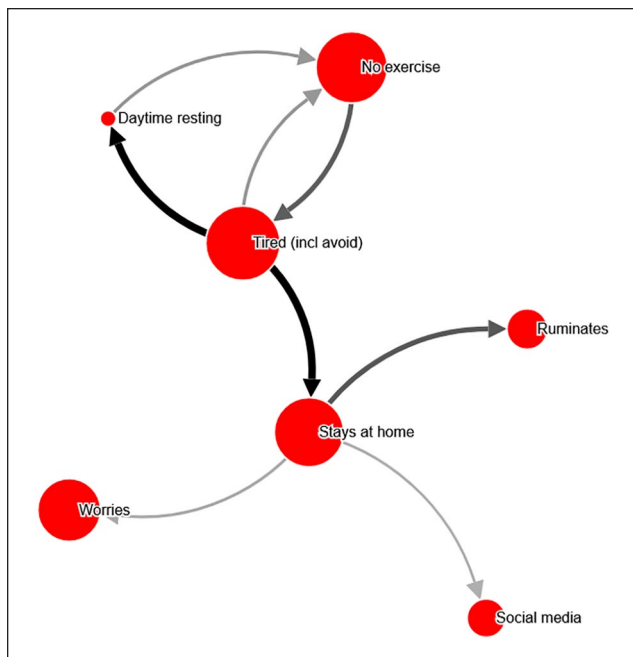 No exercise
Daytime resting
Tired (incl avoid)
Ruminates
Stays at home
Worries
Social media